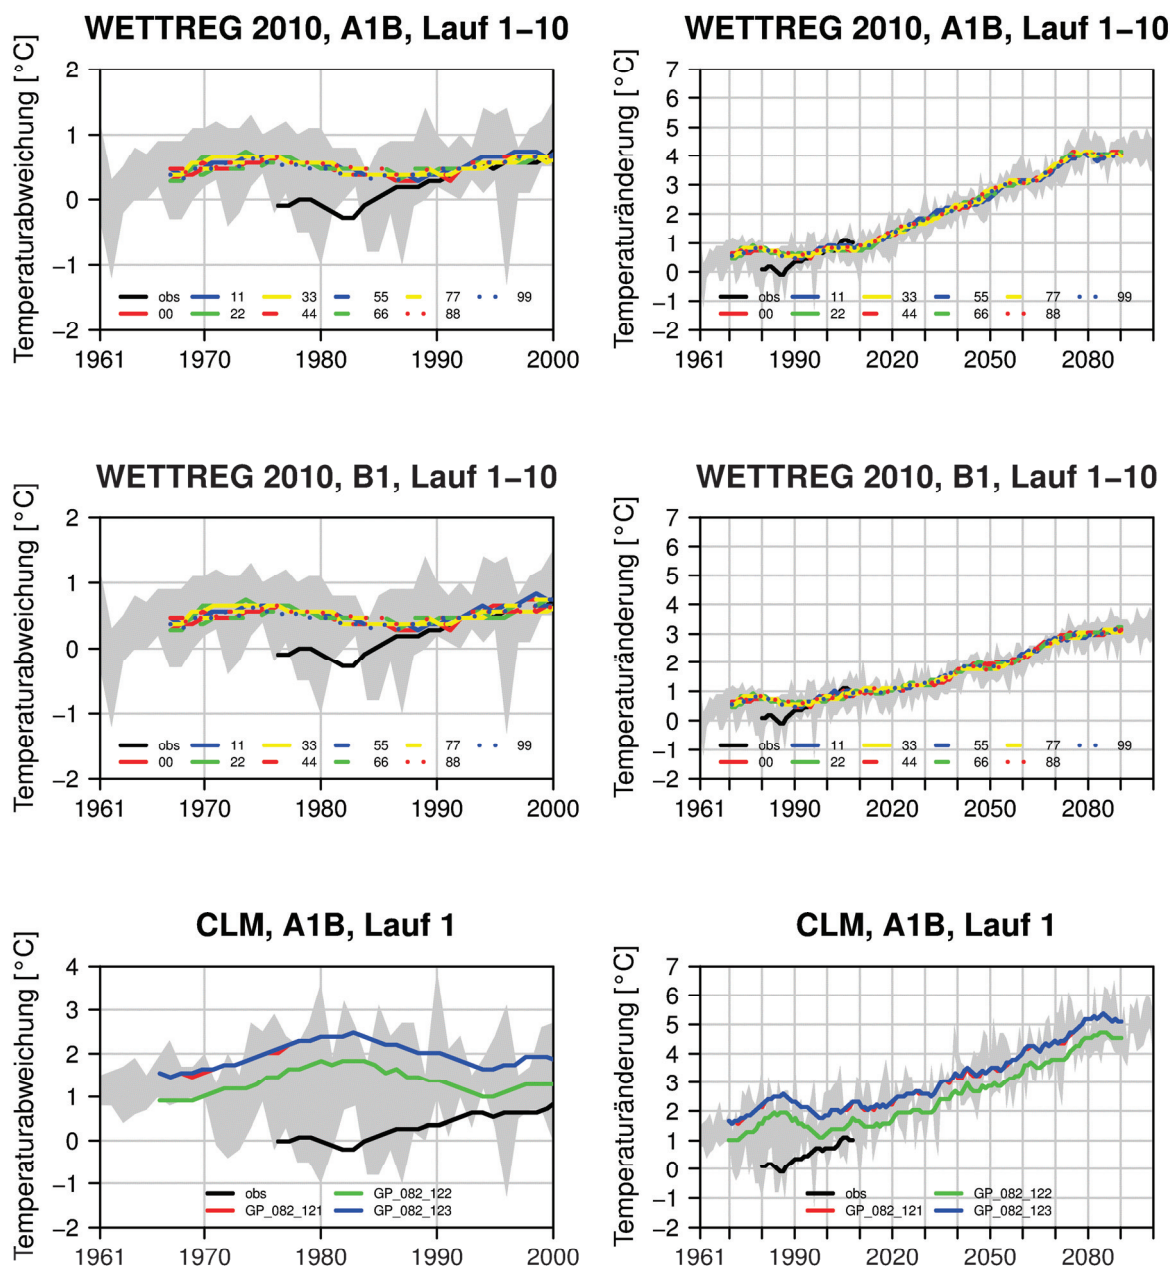 WETTREG 2010, A1B, Lauf 1−10
Temperaturabweichung [°C]
2
1
0
−1
−2
obs 11 33 55 77 99
00 22 44 66 88
1961 1970 1980 1990 2000
WETTREG 2010, A1B, Lauf 1−10
Temperaturänderung [°C]
7
6
5
4
3
2
1
0
−1
−2
obs 11 33 55 77 99
00 22 44 66 88
1961 1990 2020 2050 2080
WETTREG 2010, B1, Lauf 1−10
Temperaturabweichung [°C]
2
1
0
−1
−2
obs 11 33 55 77 99
00 22 44 66 88
1961 1970 1980 1990 2000
WETTREG 2010, B1, Lauf 1−10
Temperaturänderung [°C]
7
6
5
4
3
2
1
0
−1
−2
obs 11 33 55 77 99
00 22 44 66 88
1961 1990 2020 2050 2080
CLM, A1B, Lauf 1
Temperaturabweichung [°C]
4
3
2
1
0
−1
−2
obs GP_082_122
GP_082_121 GP_082_123
1961 1970 1980 1990 2000
CLM, A1B, Lauf 1
Temperaturänderung [°C]
7
6
5
4
3
2
1
0
−1
−2
obs GP_082_122
GP_082_121 GP_082_123
1961 1990 2020 2050 2080